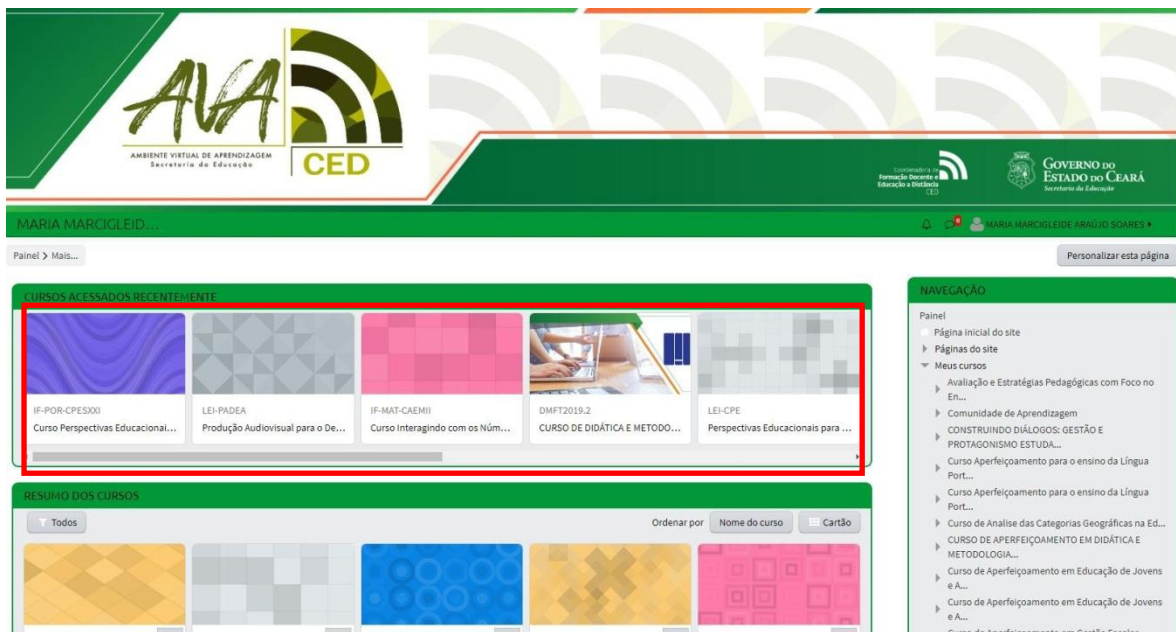 AVA
AMBIENTE VIRTUAL DE APRENDIZAGEM
Secretaria da Educação
CED
Coordenadoria de
Formação Docente e
Educação a Distância
CED
GOVERNO DO
ESTADO DO CEARÁ
Secretaria da Educação
MARIA MARCIGLEID...
MARIA MARCIGLEIDE ARAÚJO SOARES
Painel > Mais...
Personalizar esta página
CURSOS ACESSADOS RECENTEMENTE
IF-POR-CPESXXI
Curso Perspectivas Educacionai...
LEI-PADEA
Produção Audiovisual para o De...
IF-MAT-CAEMII
Curso Interagindo com os Núm...
DMFT2019.2
CURSO DE DIDÁTICA E METODO...
LEI-CPE
Perspectivas Educacionais para ...
RESUMO DOS CURSOS
Todos
Ordenar por
Nome do curso
Cartão
NAVEGAÇÃO
Painel
Página inicial do site
Páginas do site
Meus cursos
Avaliação e Estratégias Pedagógicas com Foco no
En...
Comunidade de Aprendizagem
CONSTRUINDO DIÁLOGOS: GESTÃO E
PROTAGONISMO ESTUDA...
Curso Aperfeiçoamento para o ensino da Língua
Port...
Curso Aperfeiçoamento para o ensino da Língua
Port...
Curso de Analise das Categorias Geográficas na Ed...
CURSO DE APERFEIÇOAMENTO EM DIDÁTICA E
METODOLOGIA...
Curso de Aperfeiçoamento em Educação de Jovens
e A...
Curso de Aperfeiçoamento em Educação de Jovens
e A...
Curso de Aperfeiçoamento em Gestão Escolar